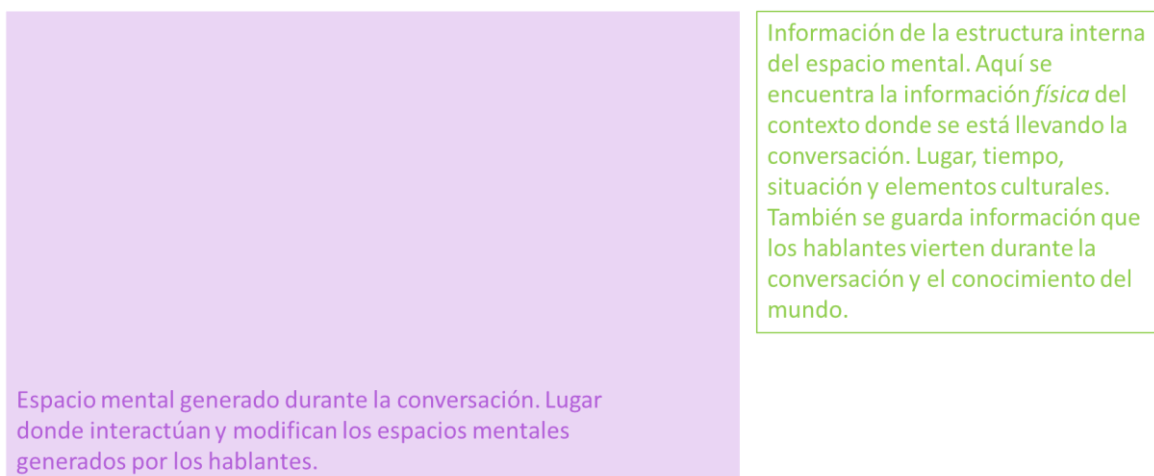 Información de la estructura interna
del espacio mental. Aquí se
encuentra la información física del
contexto donde se está llevando la
conversación. Lugar, tiempo,
situación y elementos culturales.
También se guarda información que
los hablantes vierten durante la
conversación y el conocimiento del
mundo.
Espacio mental generado durante la conversación. Lugar
donde interactúan y modifican los espacios mentales
generados por los hablantes.